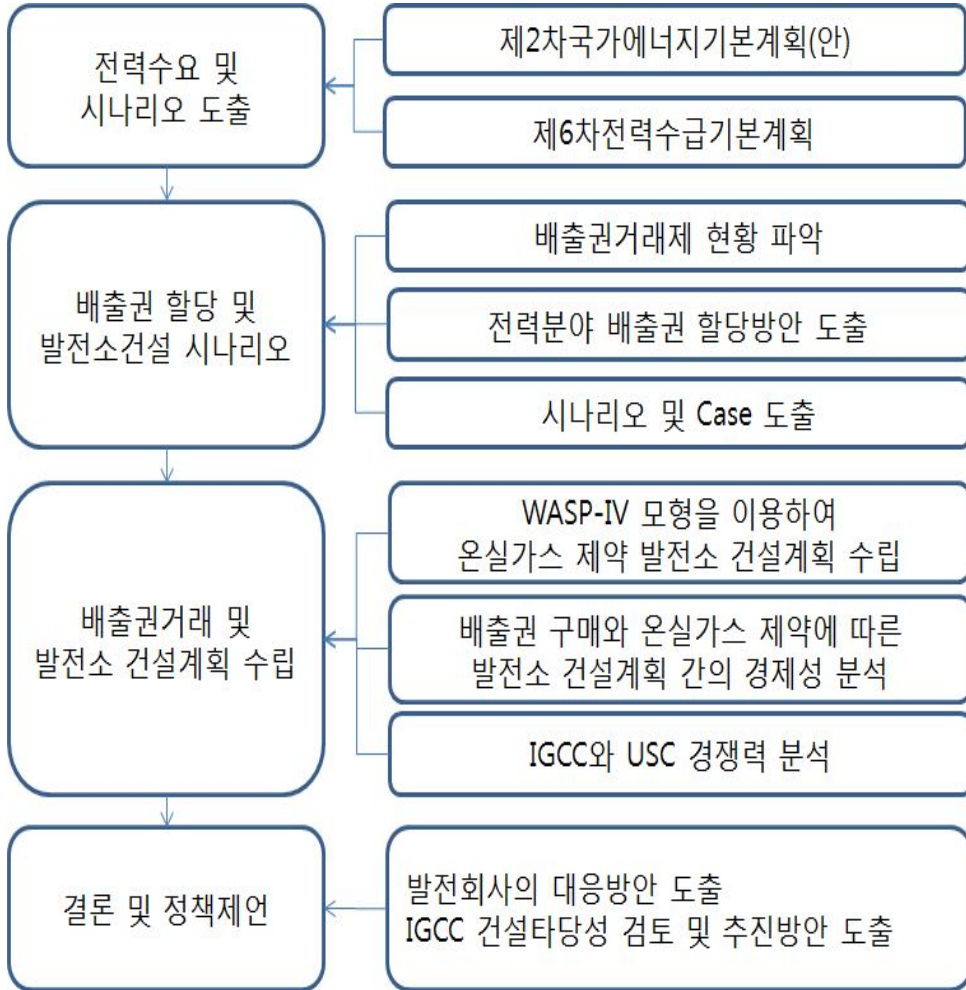 전력수요 및
시나리오 도출
제2차국가에너지기본계획(안)
제6차전력수급기본계획
배출권 할당 및
발전소건설 시나리오
배출권거래제 현황 파악
전력분야 배출권 할당방안 도출
시나리오 및 Case 도출
배출권거래 및
발전소 건설계획 수립
WASP-IV 모형을 이용하여
온실가스 제약 발전소 건설계획 수립
배출권 구매와 온실가스 제약에 따른
발전소 건설계획 간의 경제성 분석
IGCC와 USC 경쟁력 분석
결론 및 정책제언
발전회사의 대응방안 도출
IGCC 건설타당성 검토 및 추진방안 도출